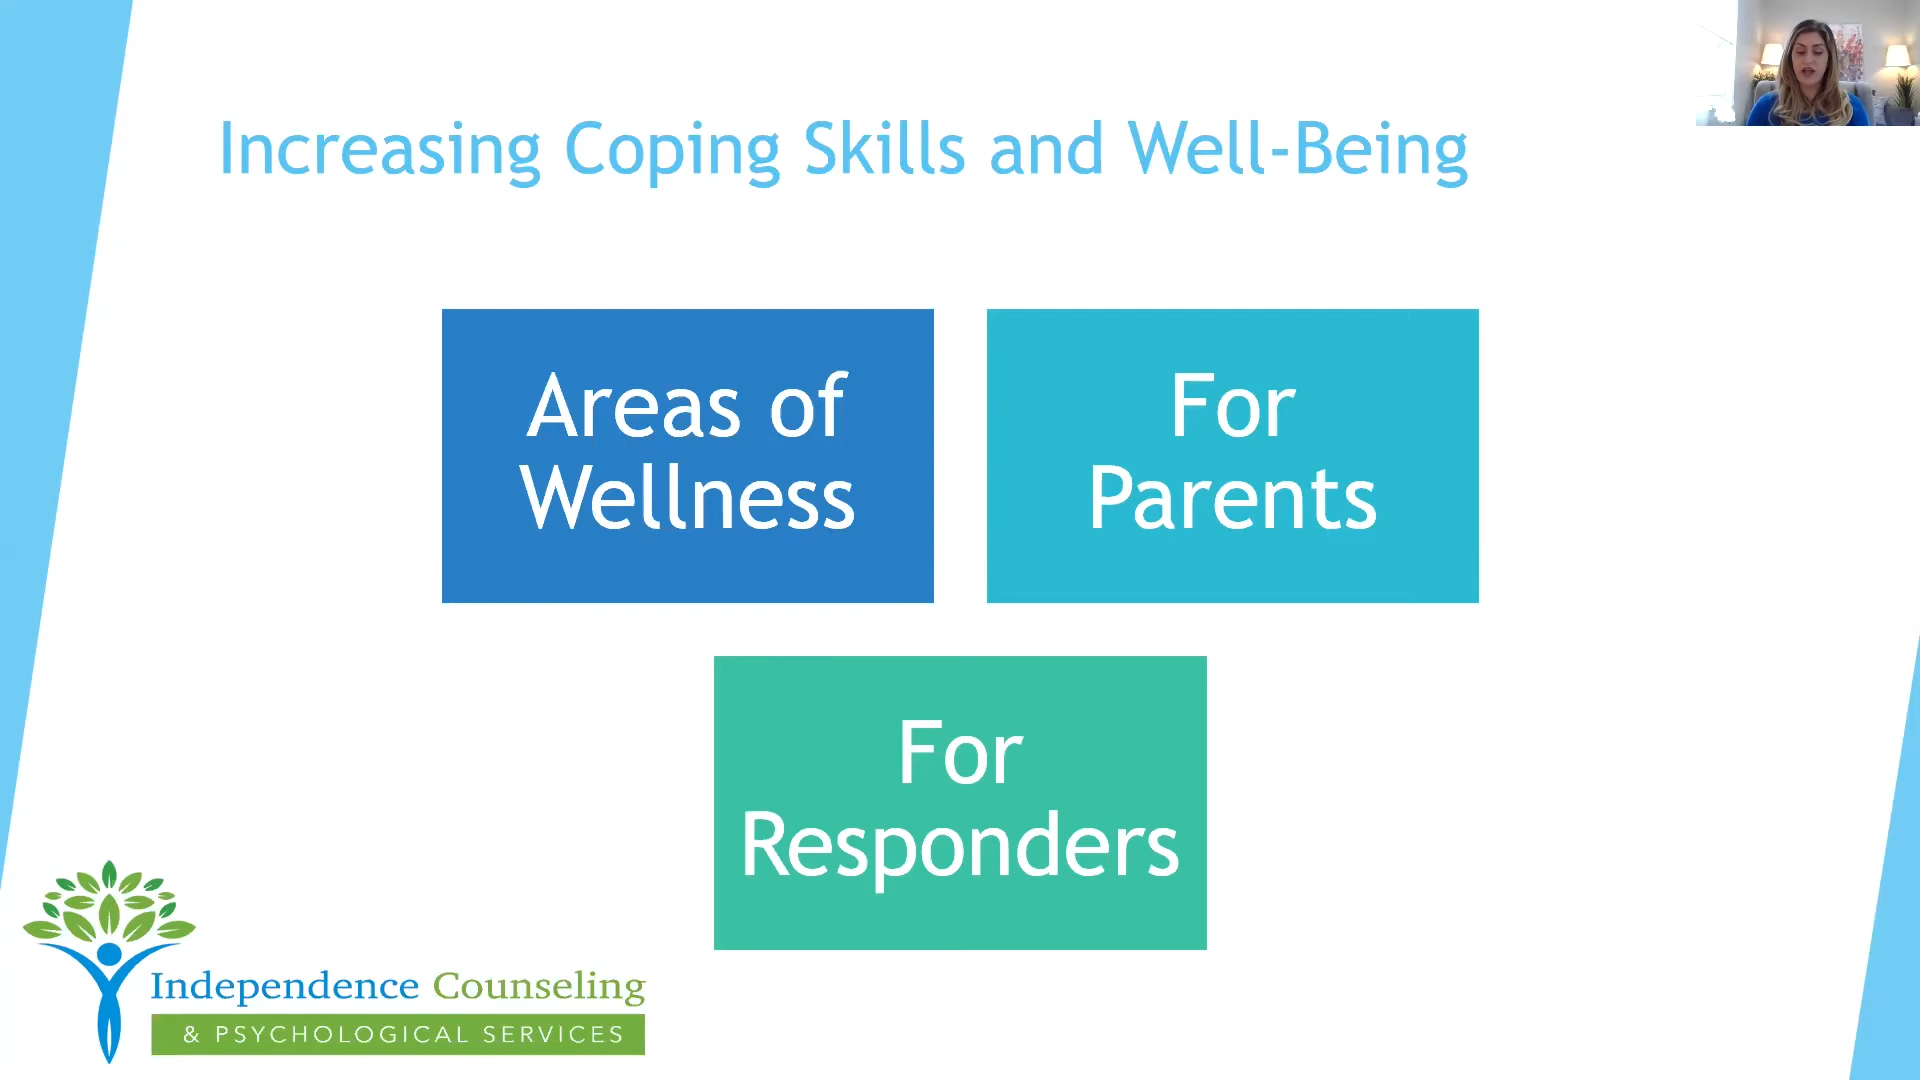 Increasing Coping Skills and Well-Being
Areas of
Wellness
For
Parents
For
Responders
Independence Counseling
& PSYCHOLOGICAL SERVICES